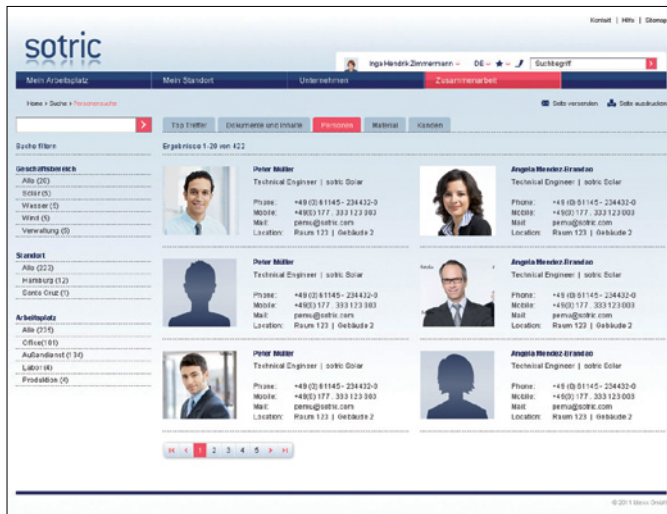 Kontakt | Hilfe | Sitemap
sotric
Inga Hendrik Zimmermann DE Suchbegriff
Mein Arbeitsplatz Mein Standort Unternehmen Zusammenarbeit
Home > Suche > Personensuche Seite versenden Seite ausdrucken
Top Treffer Dokumente und Inhalte Personen Material Kunden
Suche filtern
Ergebnisse 1-20 von 422
Geschäftsbereich
Alle (20)
Solar (5)
Wasser (5)
Wind (5)
Verwaltung (5)
Standort
Alle (223)
Hamburg (12)
Santa Cruz (1)
Arbeitsplatz
Alle (235)
Office(101)
Außendienst (134)
Labor (4)
Produktion (4)
Peter Müller
Technical Engineer | sotric Solar
Phone: +49 (0) 61145 - 234432-0
Mobile: +49(0) 177 . 333 123 003
Mail: pemu@sotric.com
Location: Raum 123 | Gebäude 2
Angela Mendez-Brandao
Technical Engineer | sotric Solar
Phone: +49 (0) 61145 - 234432-0
Mobile: +49(0) 177 . 333 123 003
Mail: pemu@sotric.com
Location: Raum 123 | Gebäude 2
Peter Müller
Technical Engineer | sotric Solar
Phone: +49 (0) 61145 - 234432-0
Mobile: +49(0) 177 . 333 123 003
Mail: pemu@sotric.com
Location: Raum 123 | Gebäude 2
Angela Mendez-Brandao
Technical Engineer | sotric Solar
Phone: +49 (0) 61145 - 234432-0
Mobile: +49(0) 177 . 333 123 003
Mail: pemu@sotric.com
Location: Raum 123 | Gebäude 2
Peter Müller
Technical Engineer | sotric Solar
Phone: +49 (0) 61145 - 234432-0
Mobile: +49(0) 177 . 333 123 003
Mail: pemu@sotric.com
Location: Raum 123 | Gebäude 2
Angela Mendez-Brandao
Technical Engineer | sotric Solar
Phone: +49 (0) 61145 - 234432-0
Mobile: +49(0) 177 . 333 123 003
Mail: pemu@sotric.com
Location: Raum 123 | Gebäude 2
1 2 3 4 5
© 2011 GmbH